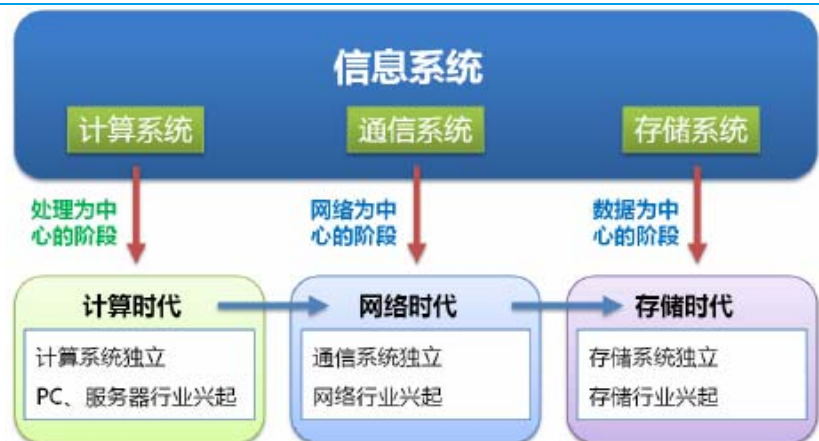 信息系统
计算系统
通信系统
存储系统
处理为中
心的阶段
网络为中
心的阶段
数据为中
心的阶段
计算时代
计算系统独立
PC、服务器行业兴起
网络时代
通信系统独立
网络行业兴起
存储时代
存储系统独立
存储行业兴起